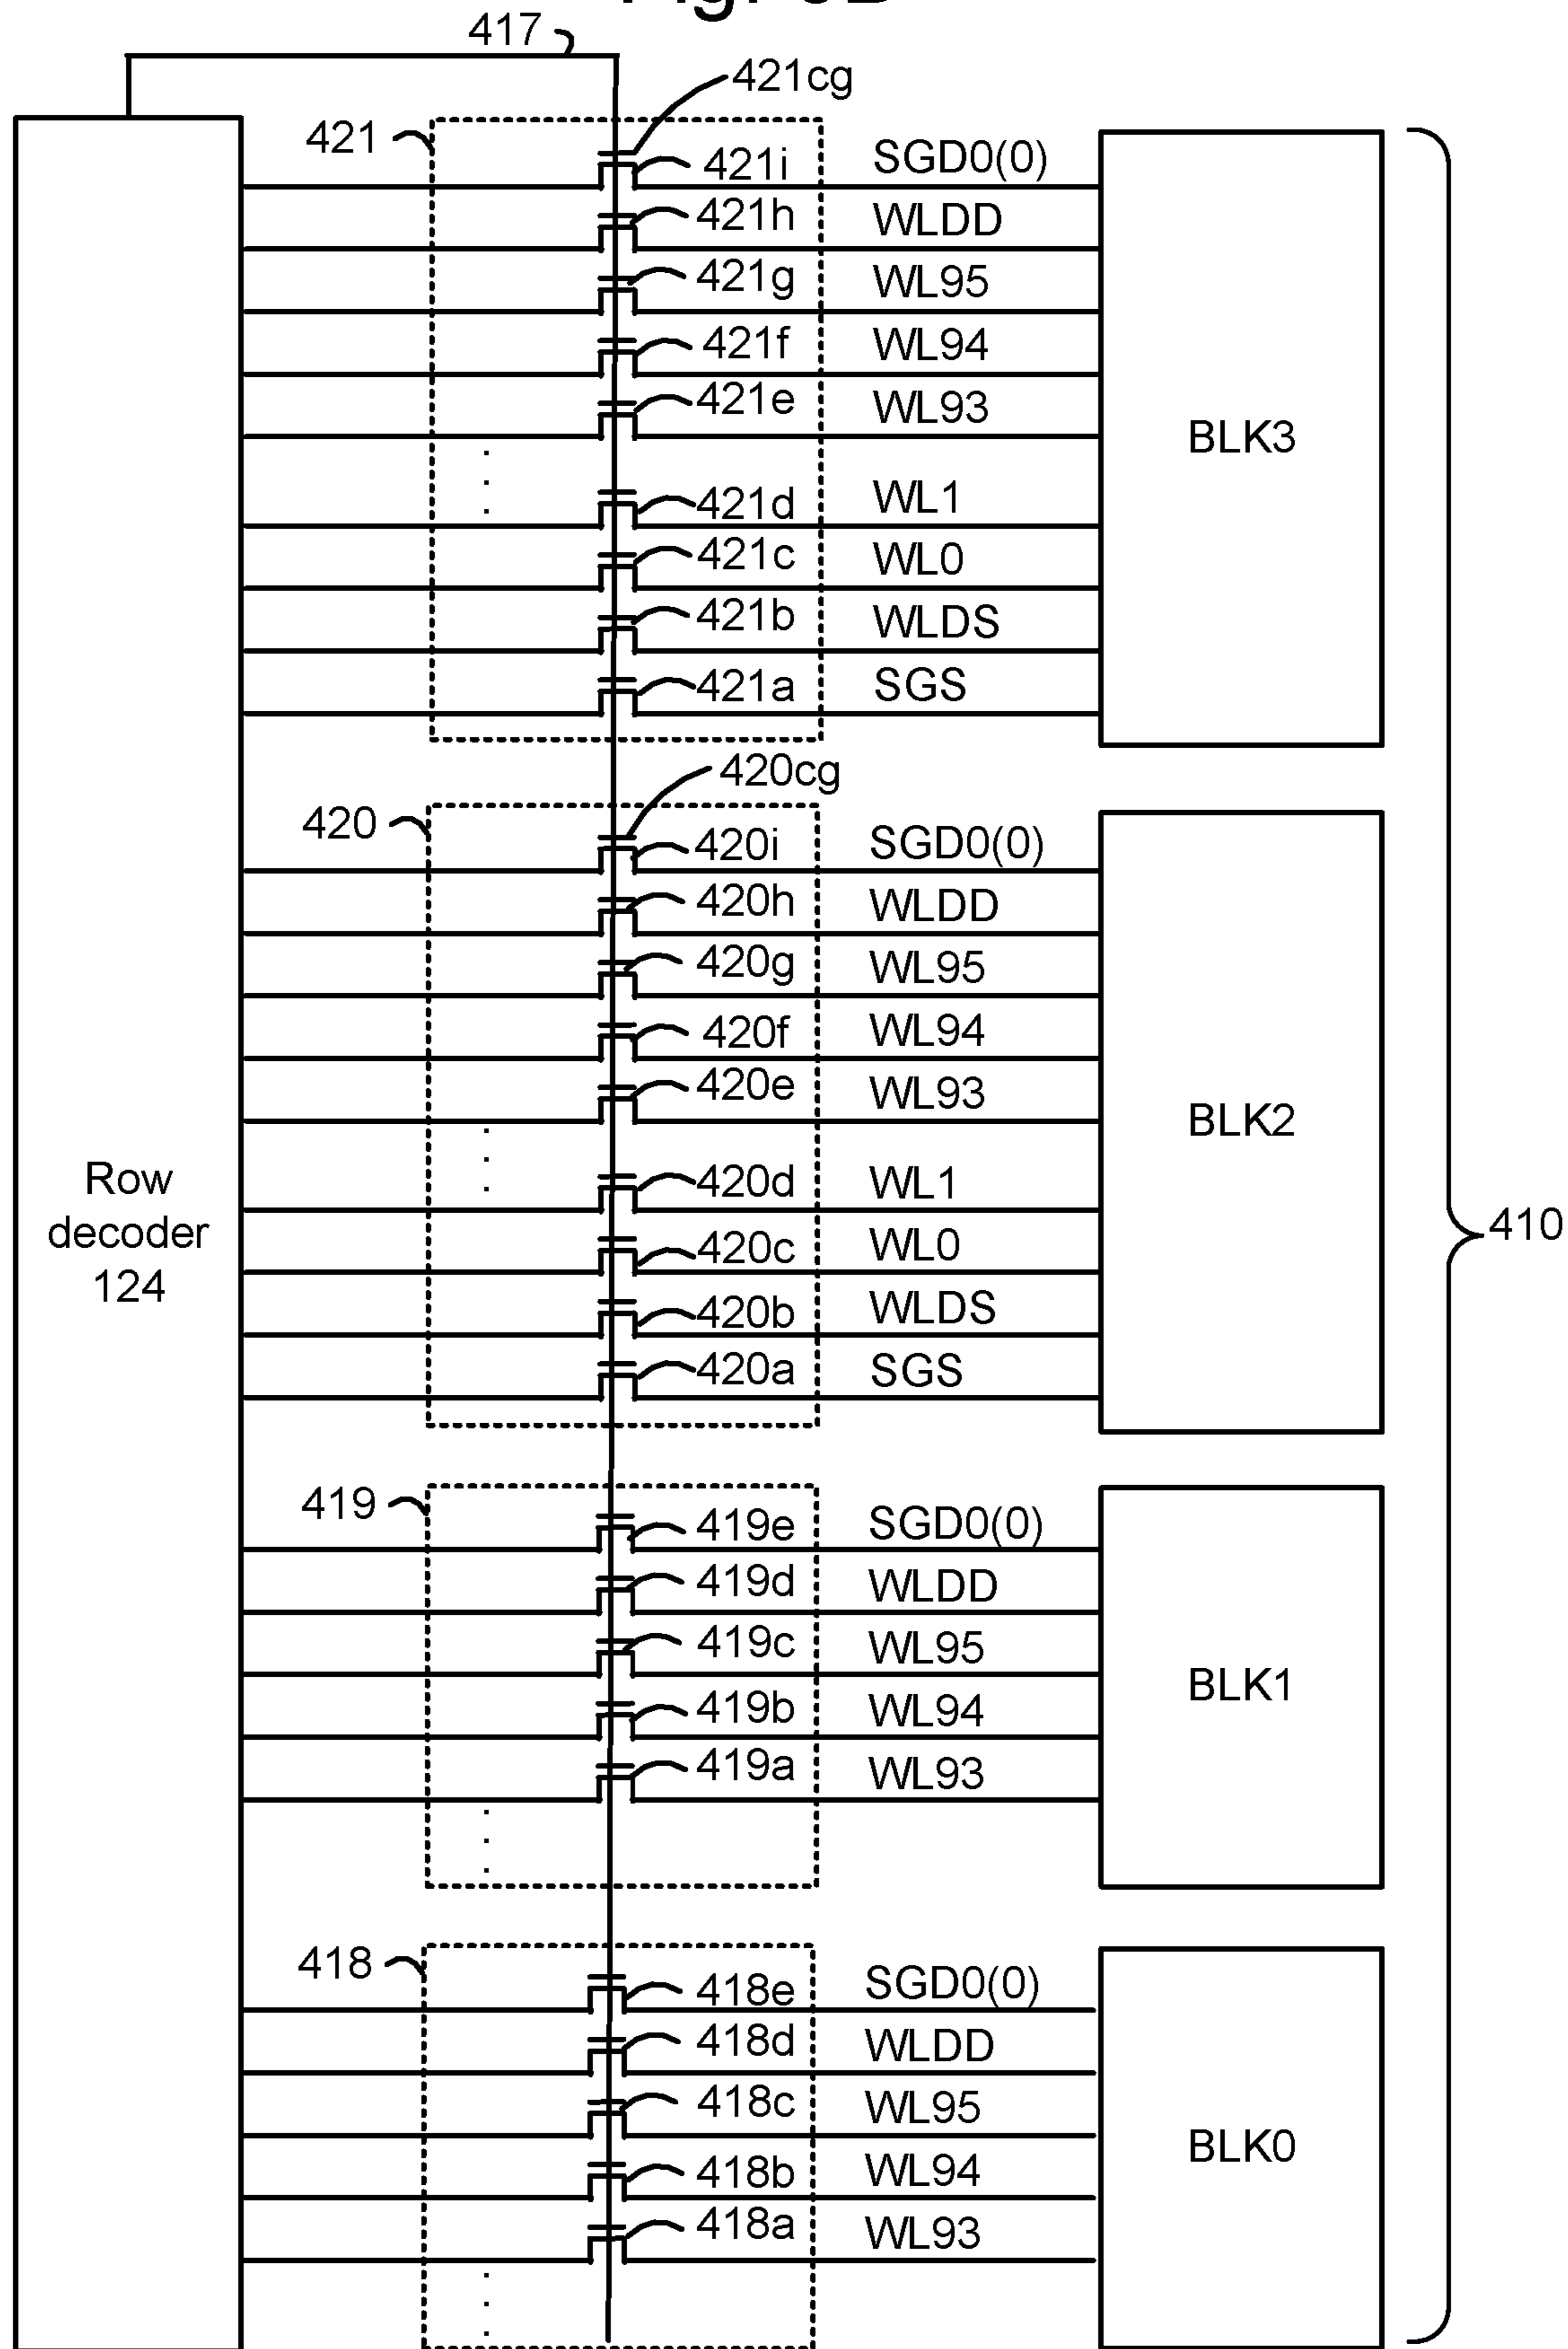 417
421cg
421
421i
SGD0(0)
421h
WLDD
421g
WL95
421f
WL94
421e
WL93
BLK3
421d
WL1
421c
WL0
421b
WLDS
421a
SGS
420cg
420
420i
SGD0(0)
420h
WLDD
420g
WL95
420f
WL94
420e
WL93
BLK2
Row
decoder
124
420d
WL1
410
420c
WL0
420b
WLDS
420a
SGS
419
419e
SGD0(0)
419d
WLDD
419c
WL95
BLK1
419b
WL94
419a
WL93
418
418e
SGD0(0)
418d
WLDD
418c
WL95
BLK0
418b
WL94
418a
WL93